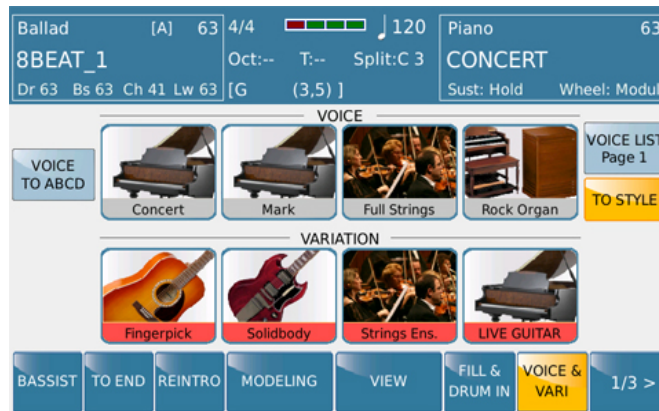 Ballad [A] 63 4/4 120 Piano 63
8BEAT_1 Oct:-- T:-- Split:C 3 CONCERT
Dr 63 Bs 63 Ch 41 Lw 63 [G (3,5) ] Sust: Hold Wheel: Modul
VOICE
VOICE
TO ABCD
VOICE LIST
Page 1
TO STYLE
Concert Mark Full Strings Rock Organ
VARIATION
Fingerpick Solidbody Strings Ens. LIVE GUITAR
BASSIST TO END REINTRO MODELING VIEW
FILL &
DRUM IN
VOICE &
VARI
1/3 >